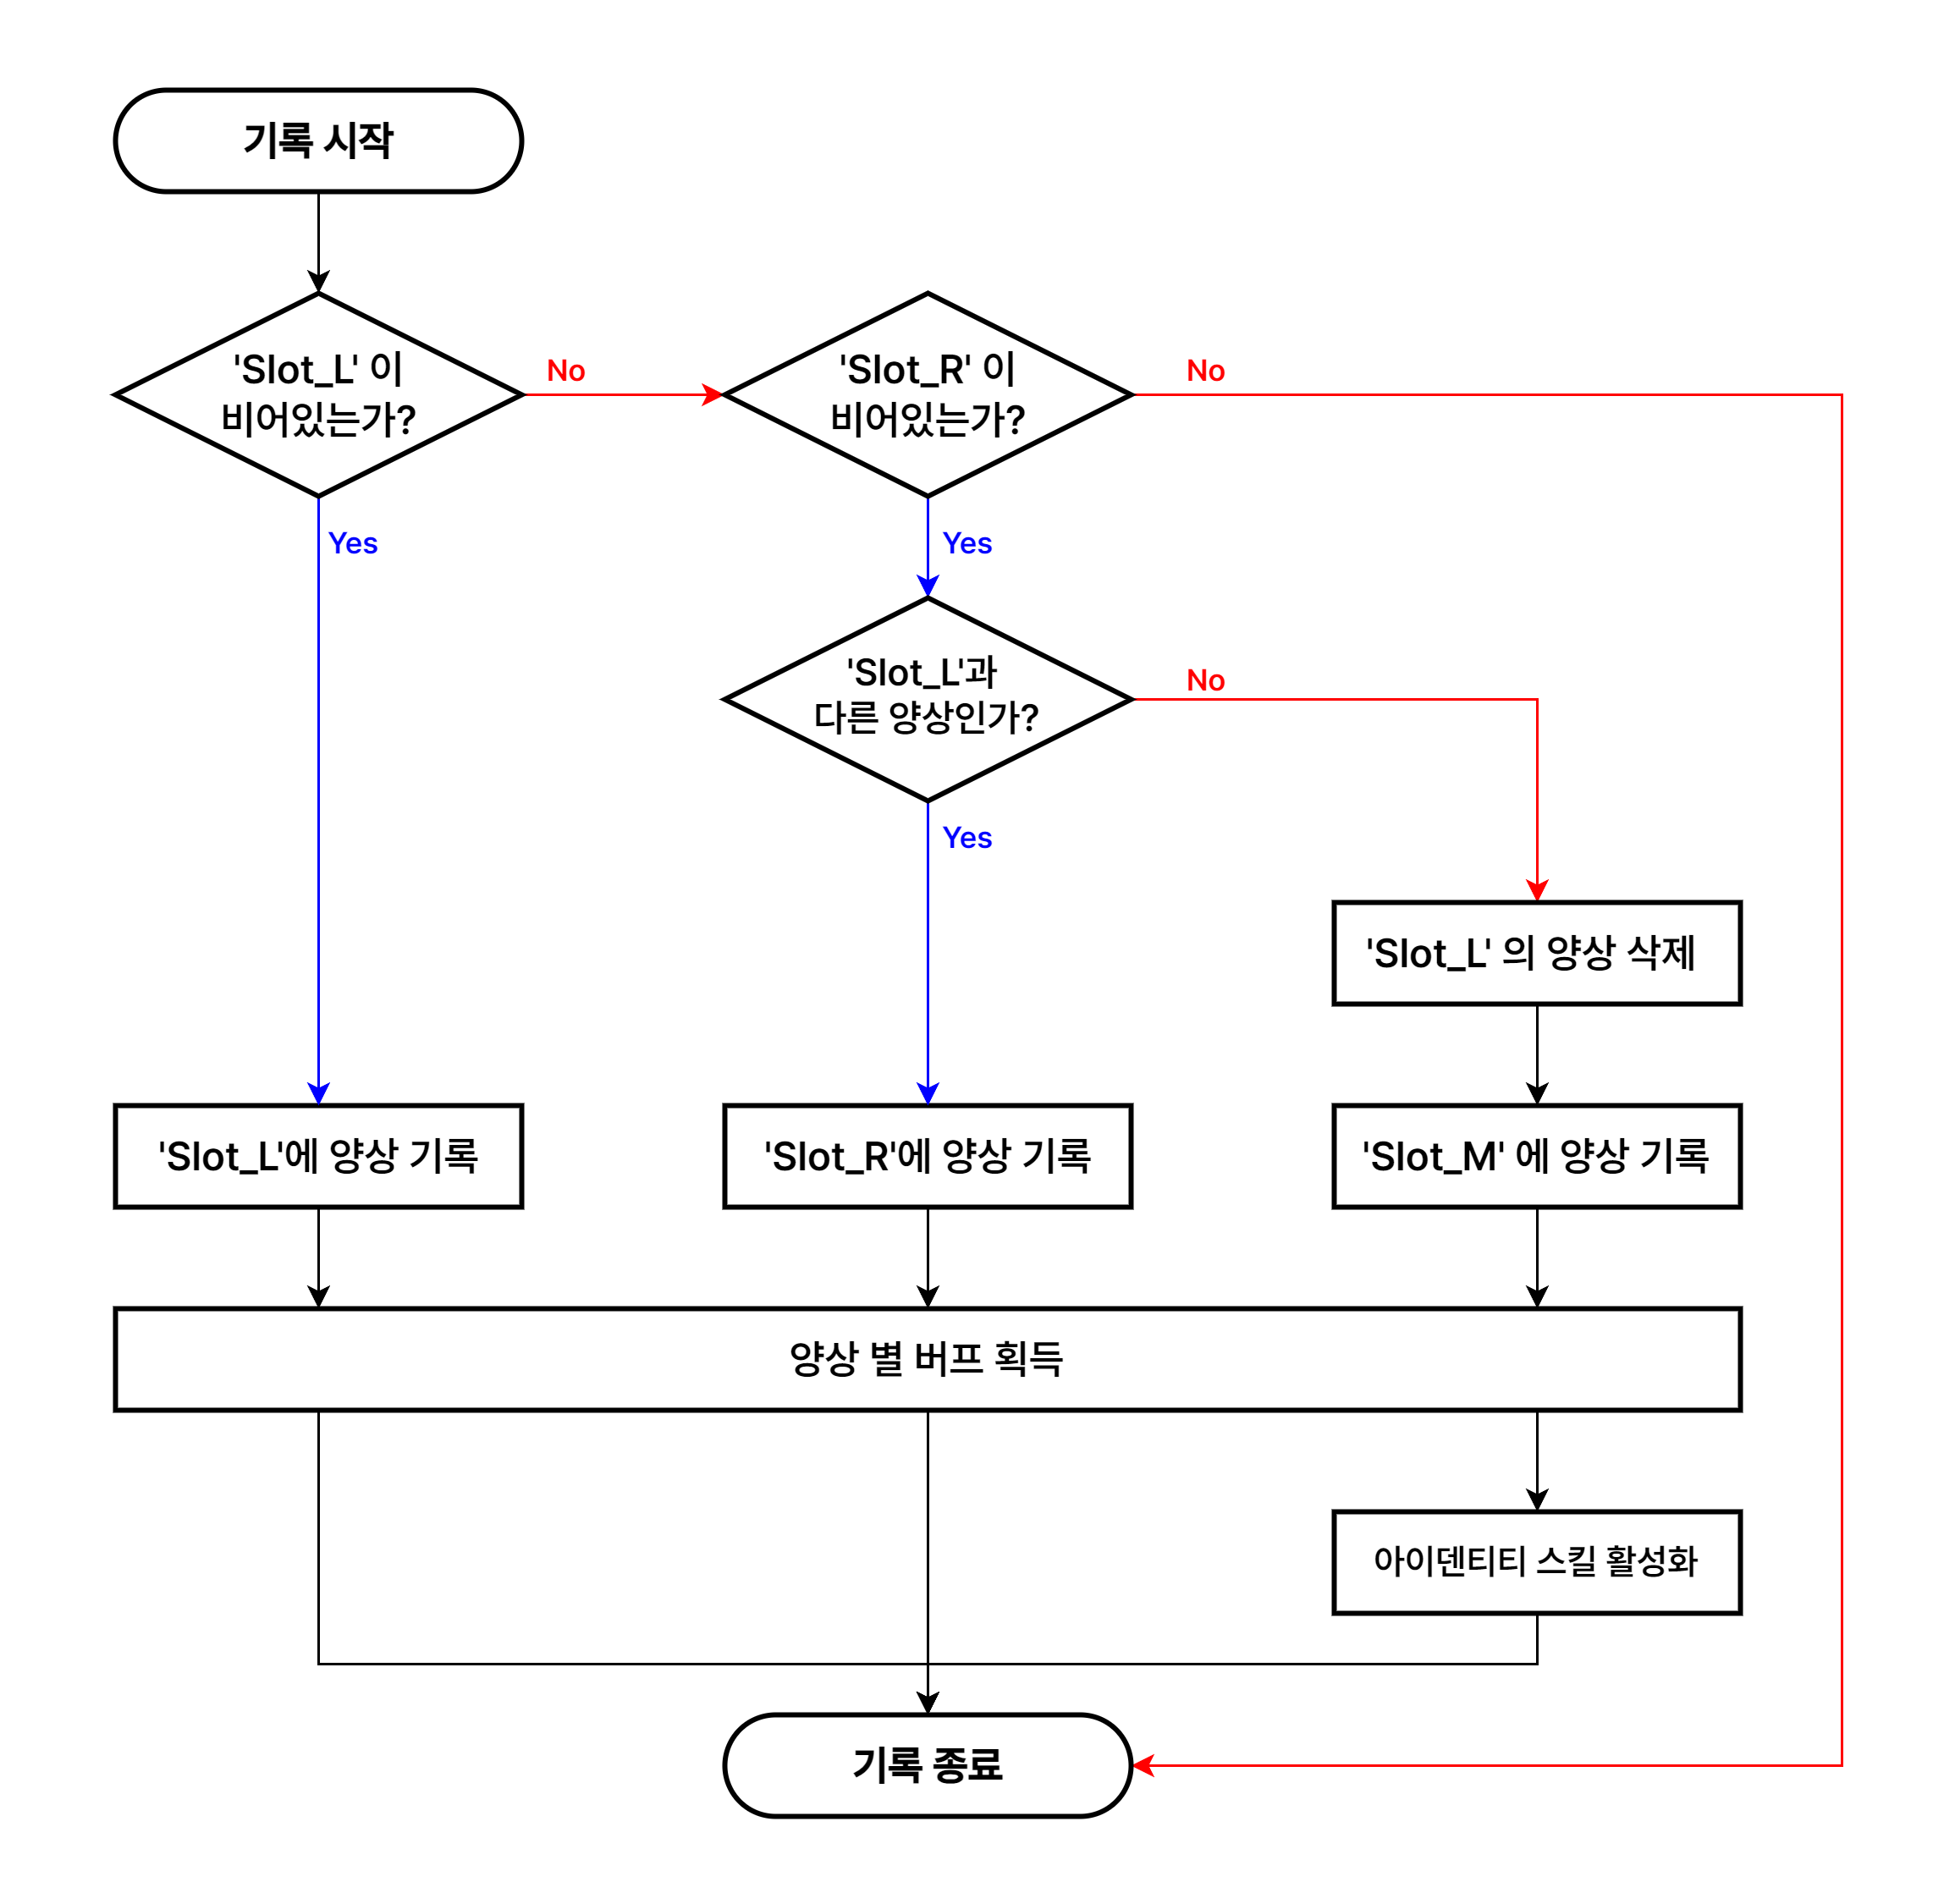 기록 시작
'Slot_L' 이
비어있는가?
No
'Slot_R' 이
비어있는가?
No
Yes
Yes
'Slot_L'과
다른 양상인가?
No
Yes
'Slot_L' 의 양상 삭제
'Slot_L'에 양상 기록
'Slot_R'에 양상 기록
'Slot_M' 에 양상 기록
양상 별 버프 획득
아이덴티티 스킬 활성화
기록 종료